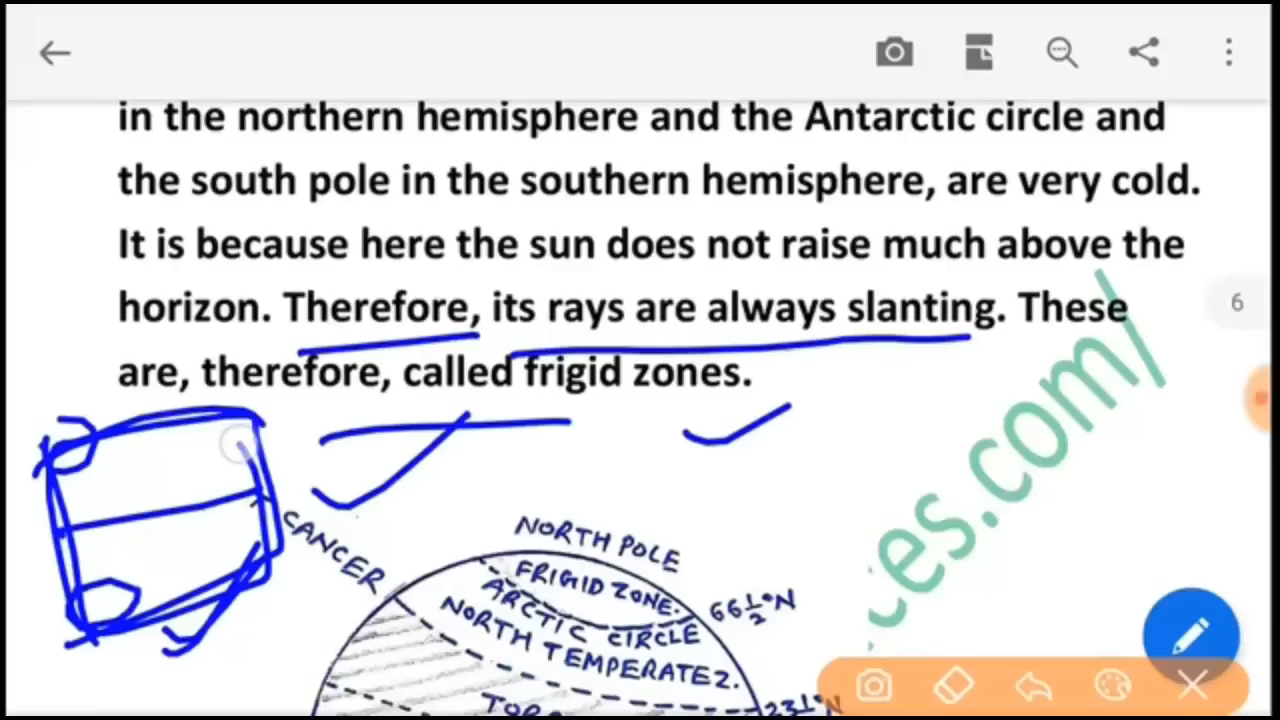 in the northern hemisphere and the Antarctic circle and
the south pole in the southern hemisphere, are very cold.
It is because here the sun does not raise much above the
horizon. Therefore, its rays are always slanting. These
are, therefore, called frigid zones.
6
es.com/
CANCER
NORTH POLE
FRIGID ZONE.
ARCTIC CIRCLE
66½°N
NORTH TEMPERATE Z.
23½°N